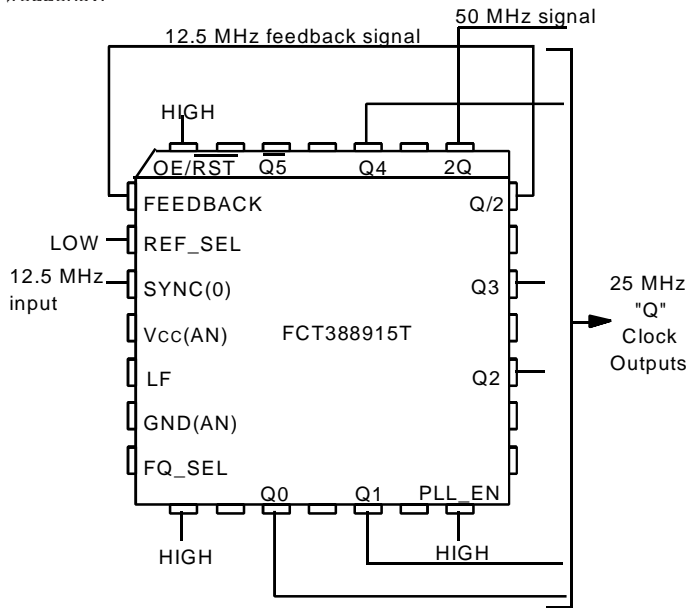 50 MHz signal
12.5 MHz feedback signal
HIGH
OE/RST Q5 Q4 2Q
FEEDBACK Q/2
LOW REF_SEL
12.5 MHz input SYNC(0) Q3
25 MHz "Q" Clock Outputs
VCC(AN) FCT388915T
LF Q2
GND(AN)
FQ_SEL
Q0 Q1 PLL_EN
HIGH HIGH